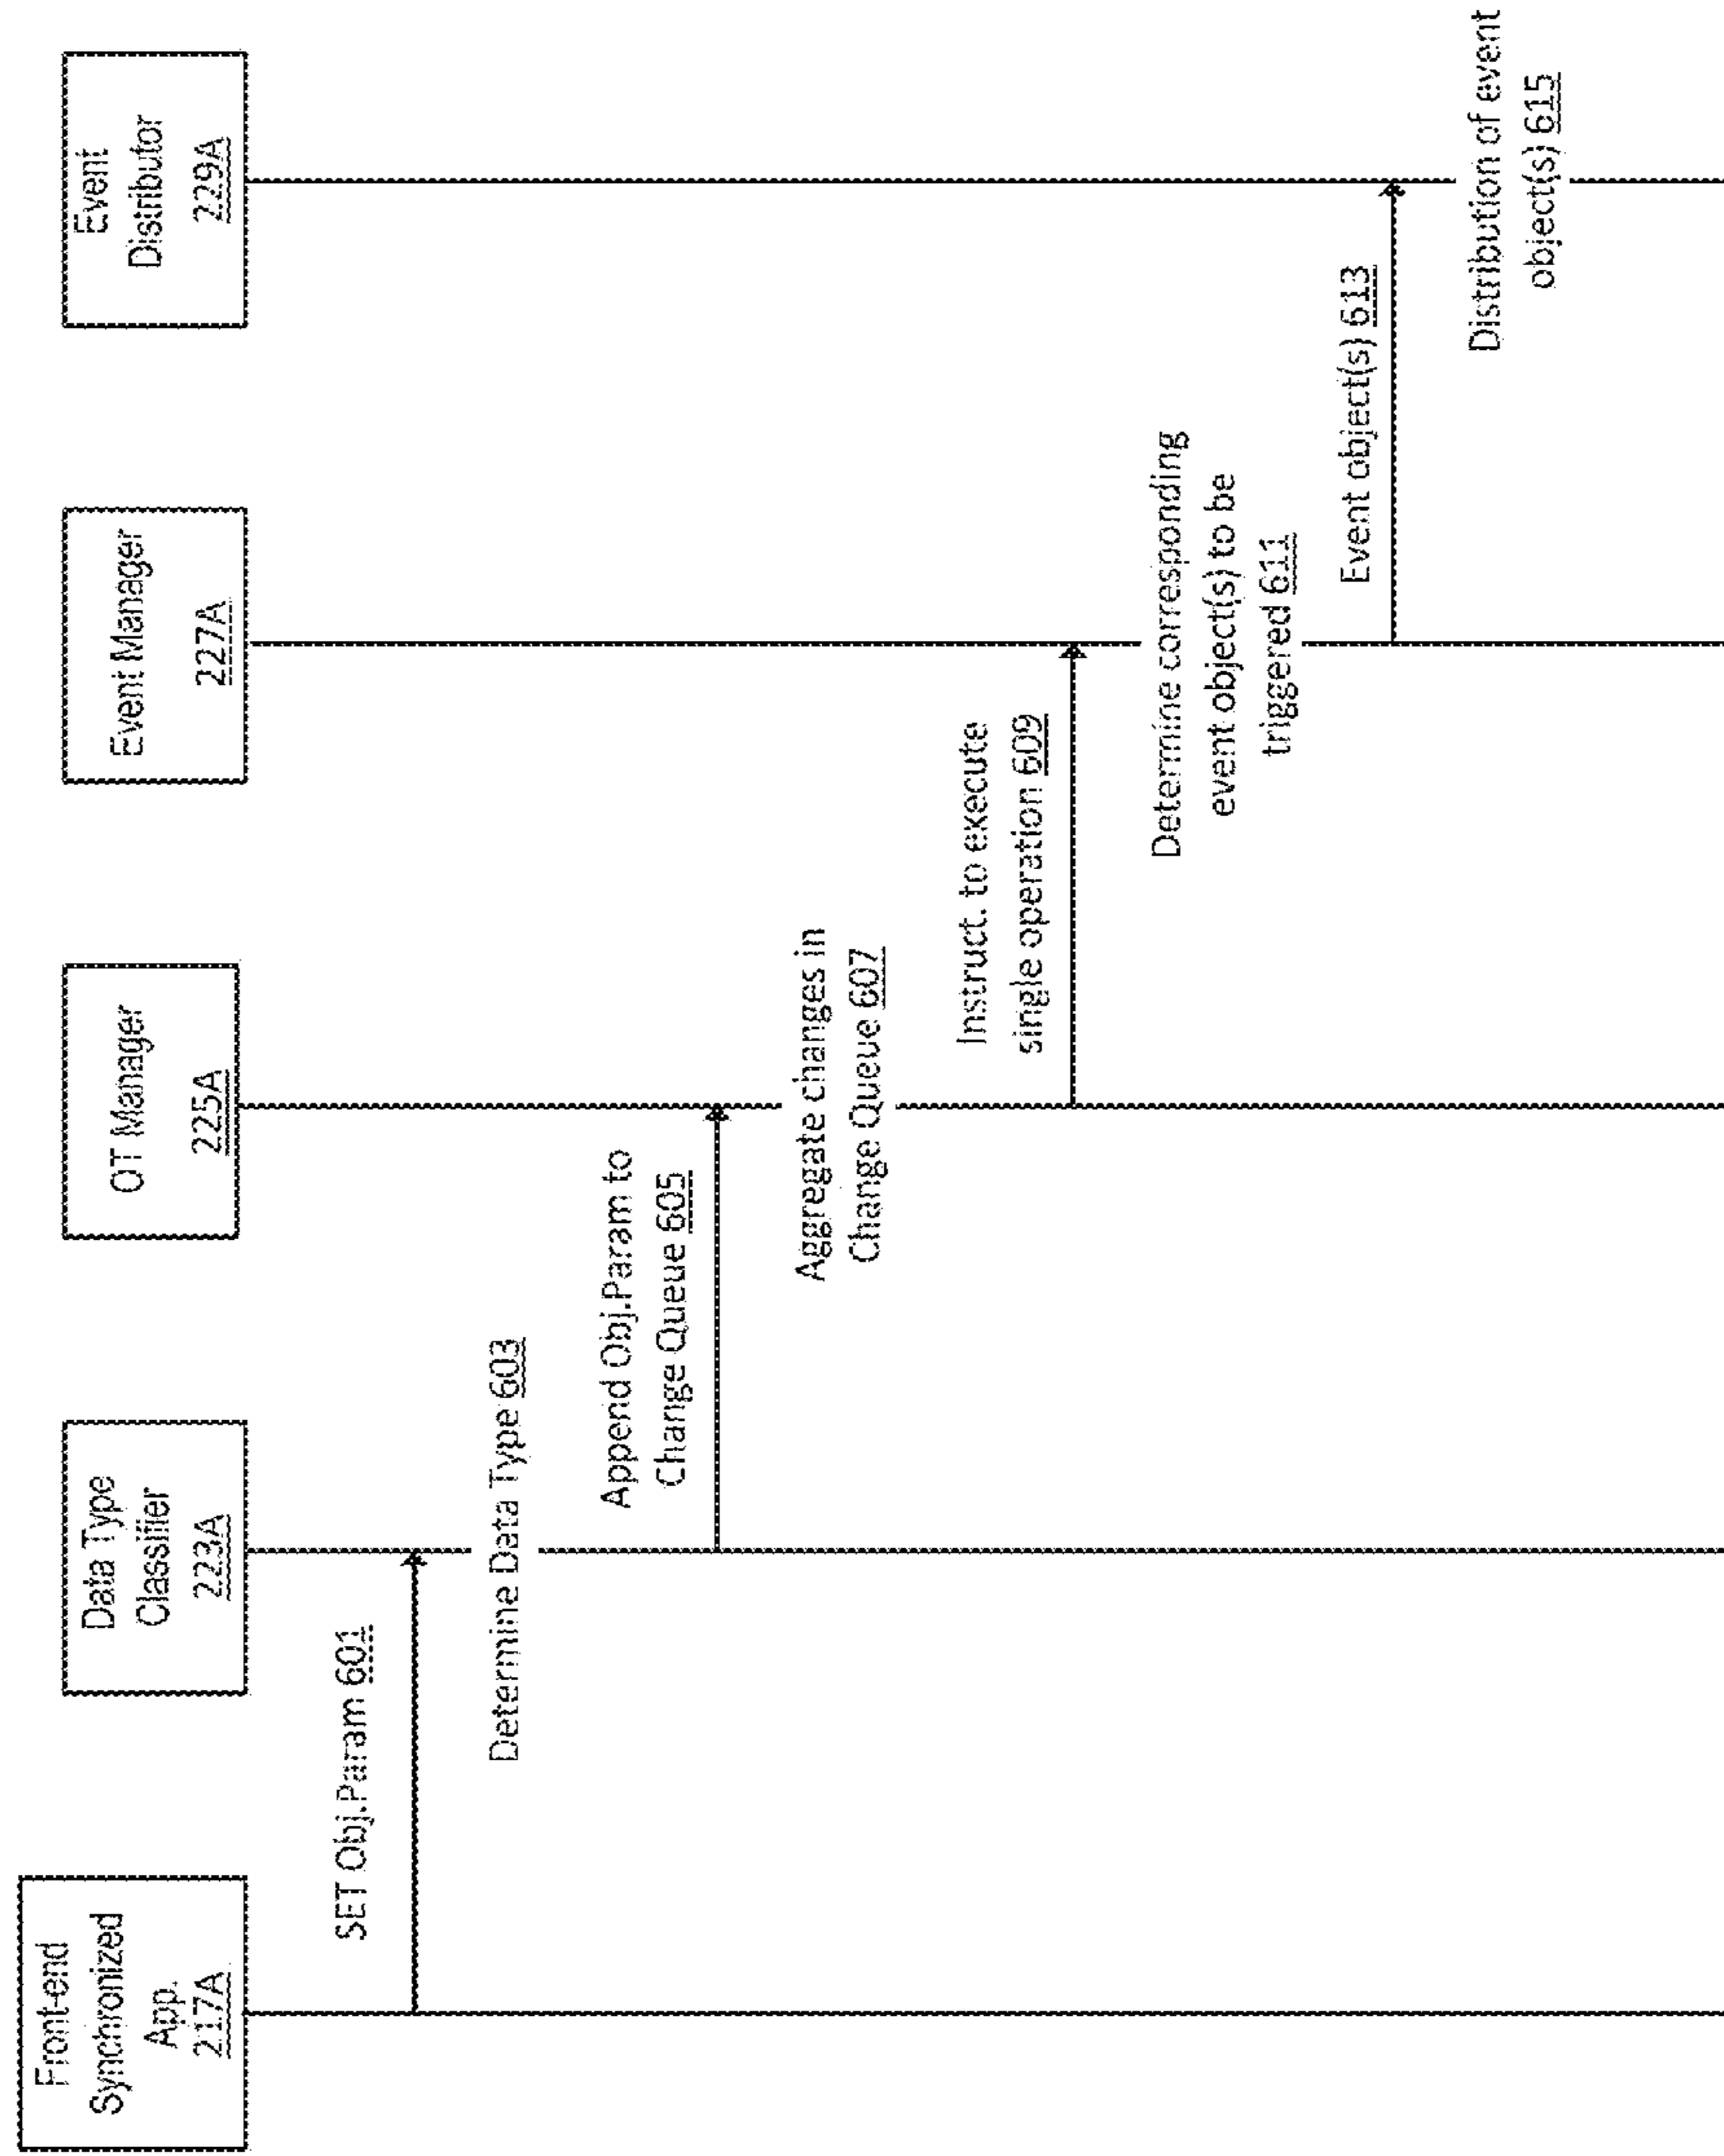 Front-end
Synchronized
App.
217A
Data Type
Classifier
223A
OT Manager
225A
Event Manager
227A
Event
Distributor
229A
SET Obj.Param 601
Determine Data Type 603
Append Obj.Param to
Change Queue 605
Aggregate changes in
Change Queue 607
Instruct. to execute
single operation 609
Determine corresponding
event object(s) to be
triggered 611
Event object(s) 613
Distribution of event
object(s) 615